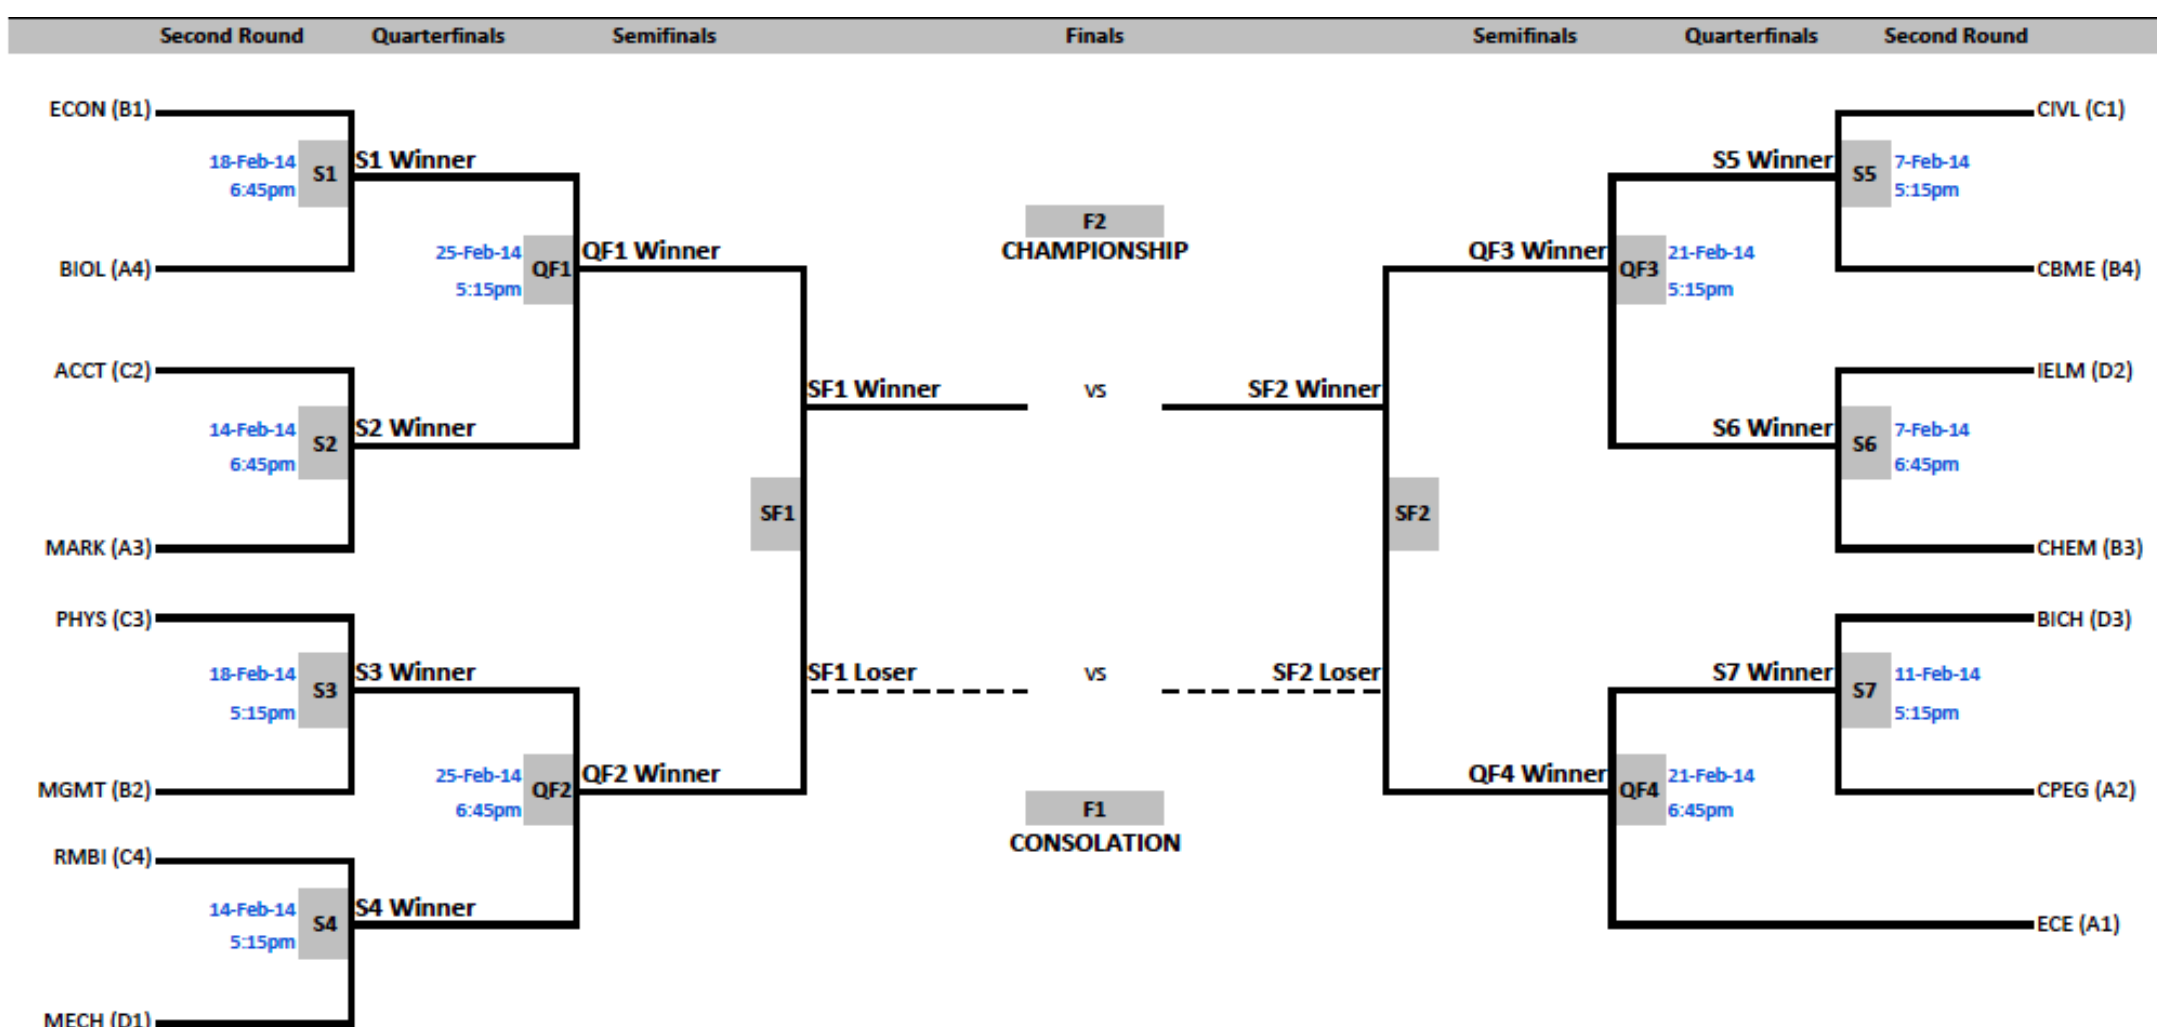 Second Round Quarterfinals Semifinals Finals Semifinals Quarterfinals Second Round
ECON (B1)
18-Feb-14
6:45pm
S1
S1 Winner
BIOL (A4)
25-Feb-14
5:15pm
QF1
QF1 Winner
ACCT (C2)
14-Feb-14
6:45pm
S2
S2 Winner
MARK (A3)
SF1
SF1 Winner
PHYS (C3)
18-Feb-14
5:15pm
S3
S3 Winner
SF1 Loser
MGMT (B2)
25-Feb-14
6:45pm
QF2
QF2 Winner
RMBI (C4)
14-Feb-14
5:15pm
S4
S4 Winner
MECH (D1)
F2
CHAMPIONSHIP
vs
vs
F1
CONSOLATION
CIVL (C1)
S5 Winner
S5
7-Feb-14
5:15pm
CBME (B4)
QF3 Winner
QF3
21-Feb-14
5:15pm
IELM (D2)
SF2 Winner
S6 Winner
S6
7-Feb-14
6:45pm
SF2
CHEM (B3)
BICH (D3)
SF2 Loser
S7 Winner
S7
11-Feb-14
5:15pm
QF4 Winner
QF4
21-Feb-14
6:45pm
CPEG (A2)
ECE (A1)